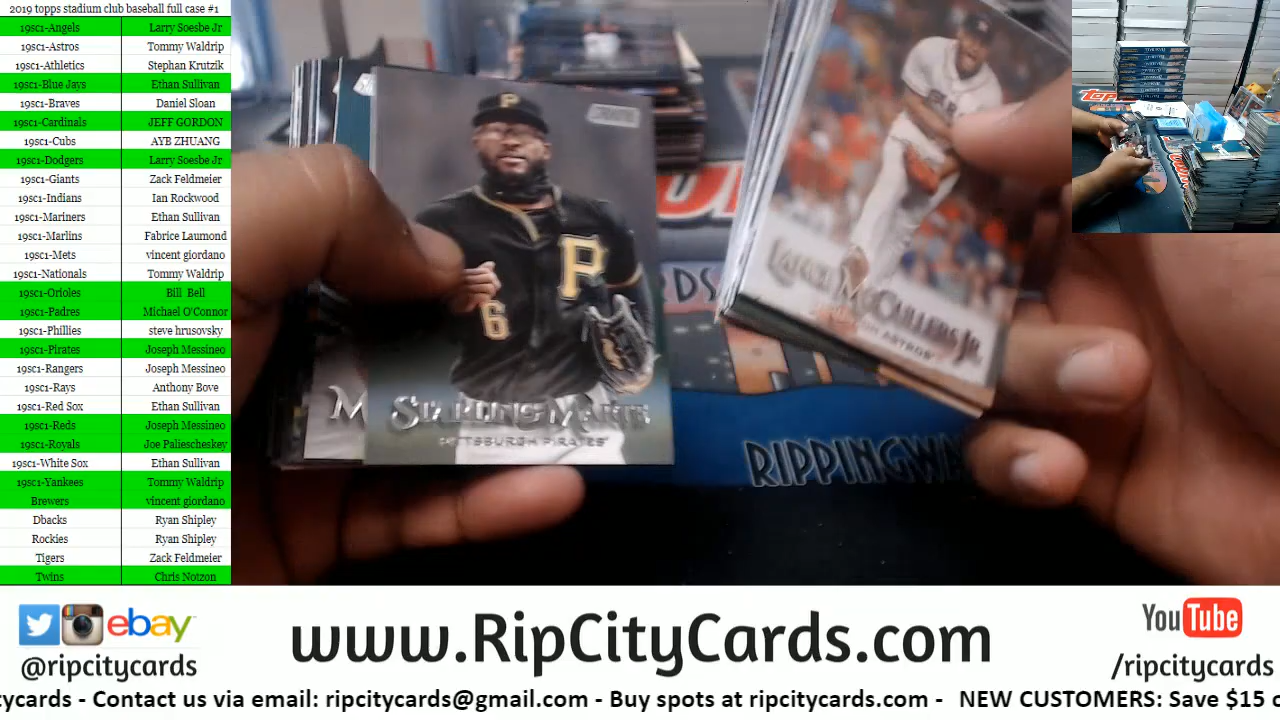 2019 topps stadium club baseball full case #1
19sc1-Angels Larry Soesbe Jr
19sc1-Astros Tommy Waldrip
19sc1-Athletics Stephan Krutzik
19sc1-Blue Jays Ethan Sullivan
19sc1-Braves Daniel Sloan
19sc1-Cardinals JEFF GORDON
19sc1-Cubs AYB ZHUANG
19sc1-Dodgers Larry Soesbe Jr
19sc1-Giants Zack Feldmeier
19sc1-Indians Ian Rockwood
19sc1-Mariners Ethan Sullivan
19sc1-Marlins Fabrice Laumond
19sc1-Mets vincent giordano
19sc1-Nationals Tommy Waldrip
19sc1-Orioles Bill Bell
19sc1-Padres Michael O'Connor
19sc1-Phillies steve hrusovsky
19sc1-Pirates Joseph Messineo
19sc1-Rangers Joseph Messineo
19sc1-Rays Anthony Bove
19sc1-Red Sox Ethan Sullivan
19sc1-Reds Joseph Messineo
19sc1-Royals Joe Paliescheskey
19sc1-White Sox Ethan Sullivan
19sc1-Yankees Tommy Waldrip
Brewers vincent giordano
Dbacks Ryan Shipley
Rockies Ryan Shipley
Tigers Zack Feldmeier
Twins Chris Notzon
P
P
6
M
STARLING MARTE
PITTSBURGH PIRATES
LANCE MCCULLERS JR.
ASTROS
RDS
RIPPINGWA
ebay
@ripcitycards
www.RipCityCards.com
YouTube
/ripcitycards
tycards - Contact us via email: ripcitycards@gmail.com - Buy spots at ripcitycards.com - NEW CUSTOMERS: Save $15 o